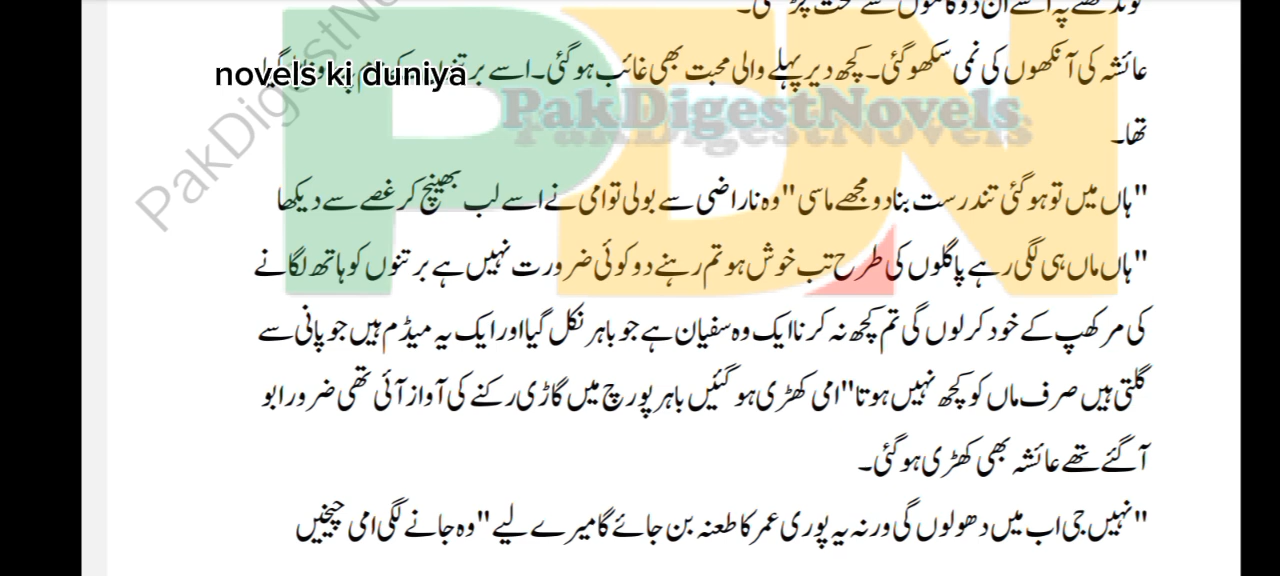 عائشہ کی آنکھوں کی نمی سکھو گئی۔ کچھ دیر پہلے والی محبت بھی غائب ہو گئی۔ اسے
novels ki duniya
PakDigestNovels
تھا۔
"ہاں میں تو ہو گئی تندرست بنا دو مجھے ماسی" وہ ناراضی سے بولی تو امی نے اسے لب بھینچ کر غصے سے دیکھا
"ہاں ماں ہی لگی رہے پاگلوں کی طرح تب خوش ہو تم رہنے دو کوئی ضرورت نہیں ہے برتنوں کو ہاتھ لگانے
کی مر کھپ کے خود کر لوں گی تم کچھ نہ کرنا ایک وہ سفیان ہے جو باہر نکل گیا اور ایک یہ میڈم ہیں جو پانی سے
گلتی ہیں صرف ماں کو کچھ نہیں ہوتا" امی کھڑی ہو گئیں باہر پورچ میں گاڑی رکنے کی آواز آئی تھی ضرور ابو
آ گئے تھے عائشہ بھی کھڑی ہو گئی۔
"نہیں جی اب میں دھو لوں گی ورنہ یہ پوری عمر کا طعنہ بن جائے گا میرے لیے" وہ جانے لگی امی چیخیں